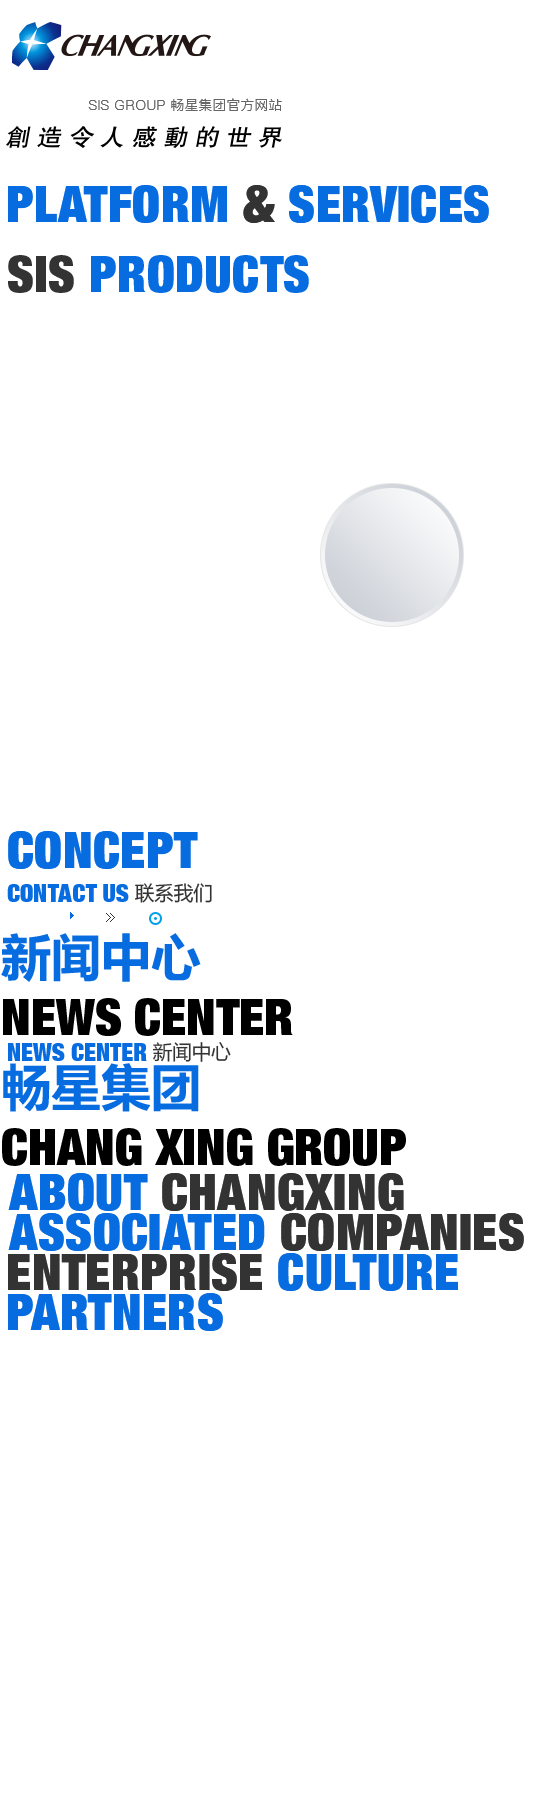 CHANGXING
SIS GROUP 畅星集团官方网站
創造令人感動的世界
PLATFORM & SERVICES
SIS PRODUCTS
CONCEPT
CONTACT US 联系我们
新闻中心
NEWS CENTER
NEWS CENTER 新闻中心
畅星集团
CHANG XING GROUP
ABOUT CHANGXING
ASSOCIATED COMPANIES
ENTERPRISE CULTURE
PARTNERS